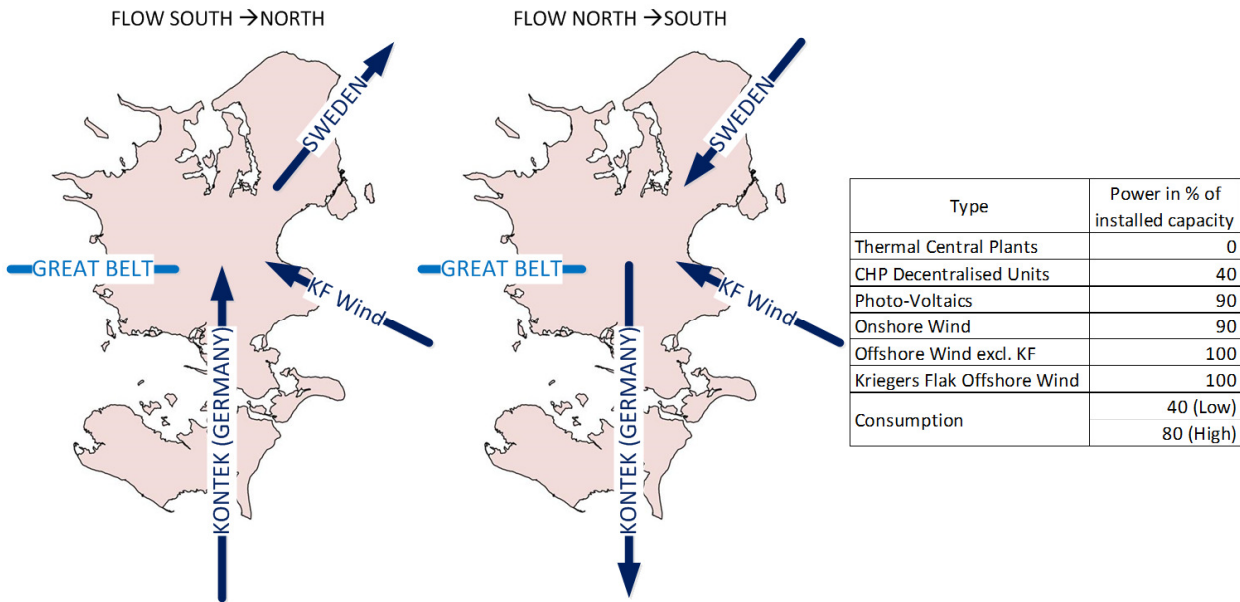 FLOW SOUTH →NORTH
SWEDEN
GREAT BELT
KF Wind
KONTEK (GERMANY)
FLOW NORTH →SOUTH
SWEDEN
GREAT BELT
KF Wind
KONTEK (GERMANY)
Type Power in % of
installed capacity
Thermal Central Plants 0
CHP Decentralised Units 40
Photo-Voltaics 90
Onshore Wind 90
Offshore Wind excl. KF 100
Kriegers Flak Offshore Wind 100
Consumption 40 (Low)
80 (High)